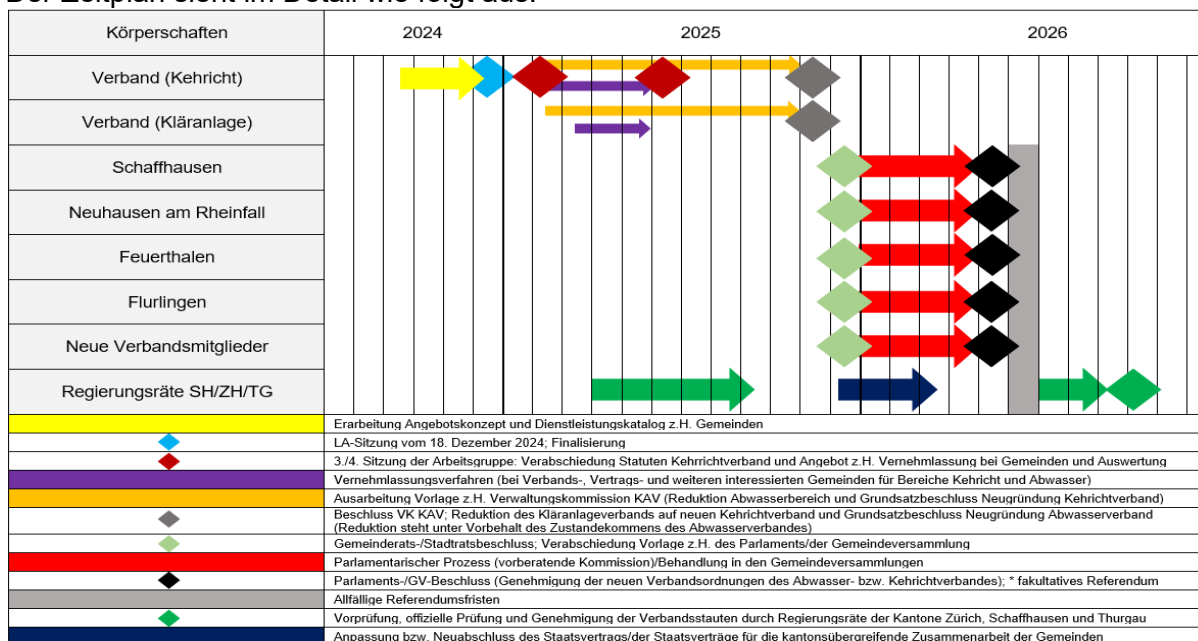 Der Zeitplan sieht im Detail wie folgt aus:
Körperschaften 2024 2025 2026
Verband (Kehricht)
Verband (Kläranlage)
Schaffhausen
Neuhausen am Rheinfall
Feuerthalen
Flurlingen
Neue Verbandsmitglieder
Regierungsräte SH/ZH/TG
Erarbeitung Angebotskonzept und Dienstleistungskatalog z.H. Gemeinden
LA-Sitzung vom 18. Dezember 2024; Finalisierung
3./4. Sitzung der Arbeitsgruppe: Verabschiedung Statuten Kehrrichtverband und Angebot z.H. Vernehmlassung bei Gemeinden und Auswertung
Vernehmlassungsverfahren (bei Verbands-, Vertrags- und weiteren interessierten Gemeinden für Bereiche Kehricht und Abwasser)
Ausarbeitung Vorlage z.H. Verwaltungskommission KAV (Reduktion Abwasserbereich und Grundsatzbeschluss Neugründung Kehrichtverband)
Beschluss VK KAV; Reduktion des Kläranlageverbands auf neuen Kehrichtverband und Grundsatzbeschluss Neugründung Abwasserverband
(Reduktion steht unter Vorbehalt des Zustandekommens des Abwasserverbandes)
Gemeinderats-/Stadtratsbeschluss; Verabschiedung Vorlage z.H. des Parlaments/der Gemeindeversammlung
Parlamentarischer Prozess (vorberatende Kommission)/Behandlung in den Gemeindeversammlungen
Parlaments-/GV-Beschluss (Genehmigung der neuen Verbandsordnungen des Abwasser- bzw. Kehrichtverbandes); * fakultatives Referendum
Allfällige Referendumsfristen
Vorprüfung, offizielle Prüfung und Genehmigung der Verbandsstauten durch Regierungsräte der Kantone Zürich, Schaffhausen und Thurgau
Anpassung bzw. Neuabschluss des Staatsvertrags/der Staatsverträge für die kantonsübergreifende Zusammenarbeit der Gemeinden